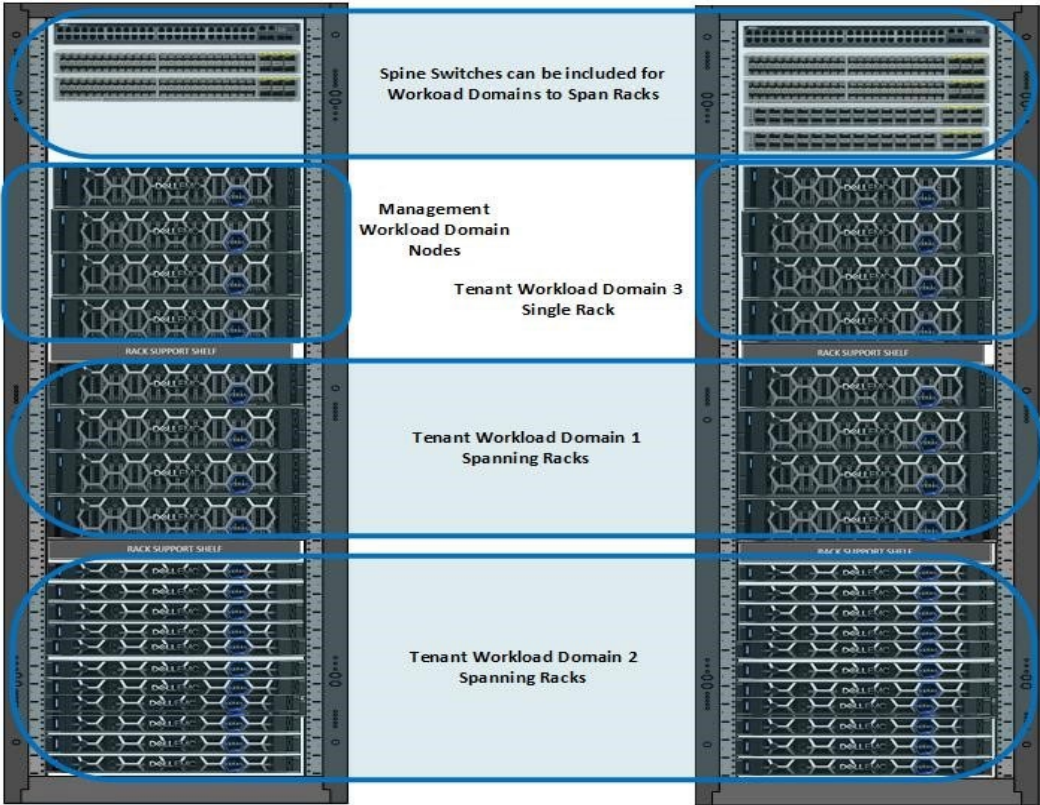 Spine Switches can be included for
Workoad Domains to Span Racks
Management
Workload Domain
Nodes
Tenant Workload Domain 3
Single Rack
RACK SUPPORT SHELF
RACK SUPPORT SHELF
Tenant Workload Domain 1
Spanning Racks
RACK SUPPORT SHELF
RACK SUPPORT SHELF
Tenant Workload Domain 2
Spanning Racks